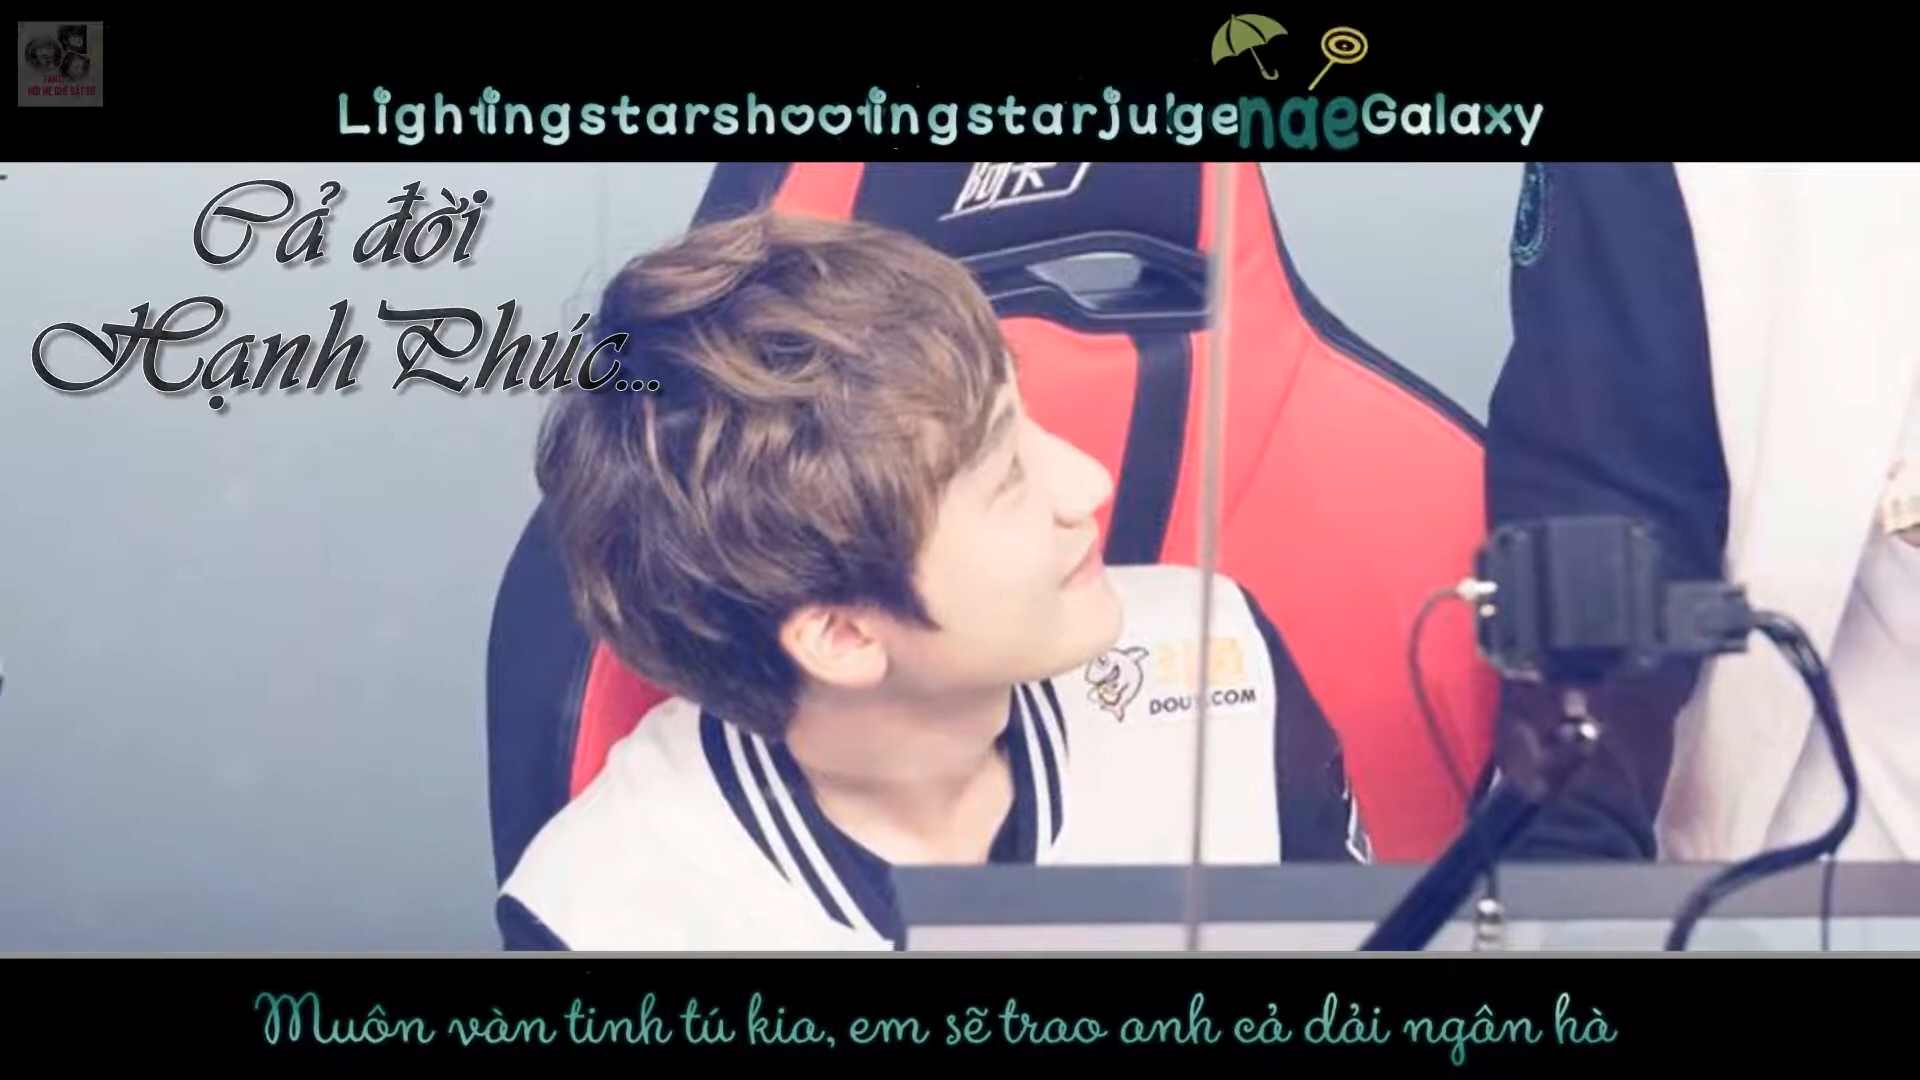 LightingstarshootingstarjulgenaeGalaxy
Cả đời
Hạnh Phúc...
Muôn vàn tinh tú kia, em sẽ trao anh cả dải ngân hà